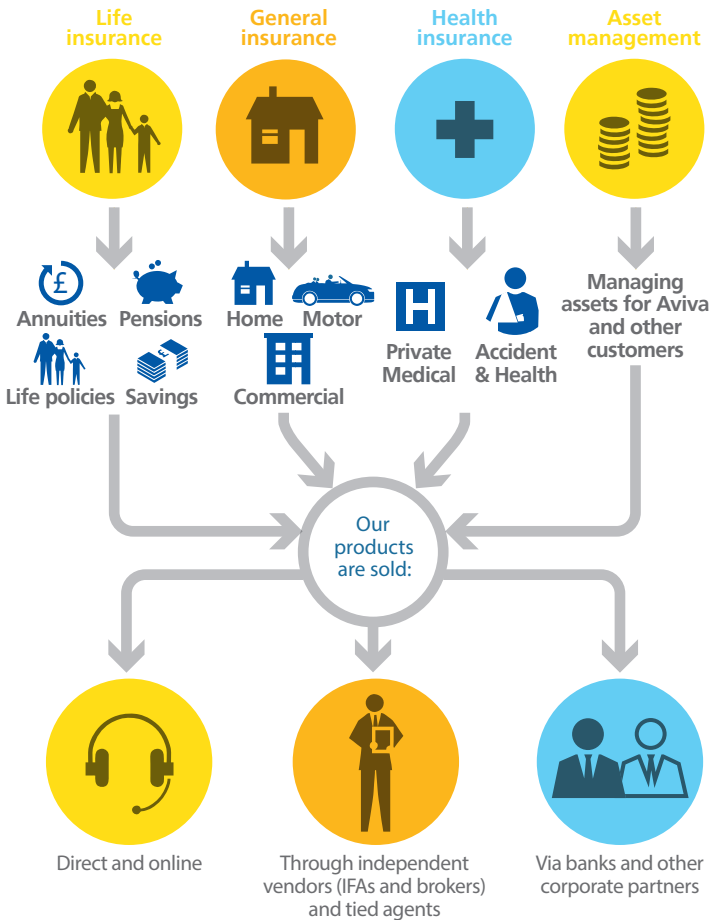 Life
insurance
General
insurance
Health
insurance
Asset
management
£
Annuities
Pensions
Life policies
£
Savings
Home
Motor
Commercial
H
Private
Medical
Accident
& Health
Managing
assets for Aviva
and other
customers
Our
products
are sold:
Direct and online
Through independent
vendors (IFAs and brokers)
and tied agents
Via banks and other
corporate partners